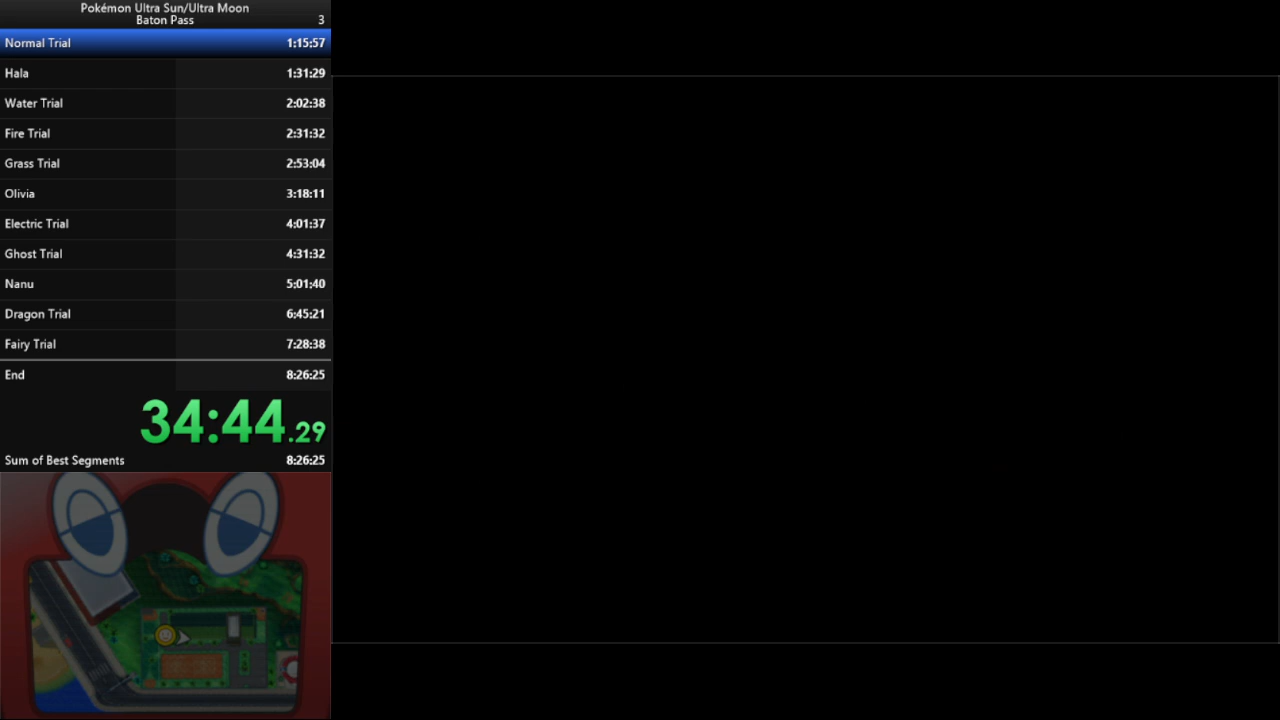 Pokémon Ultra Sun/Ultra Moon
Baton Pass 3
Normal Trial 1:15:57
Hala 1:31:29
Water Trial 2:02:38
Fire Trial 2:31:32
Grass Trial 2:53:04
Olivia 3:18:11
Electric Trial 4:01:37
Ghost Trial 4:31:32
Nanu 5:01:40
Dragon Trial 6:45:21
Fairy Trial 7:28:38
End 8:26:25
34:44.29
Sum of Best Segments 8:26:25